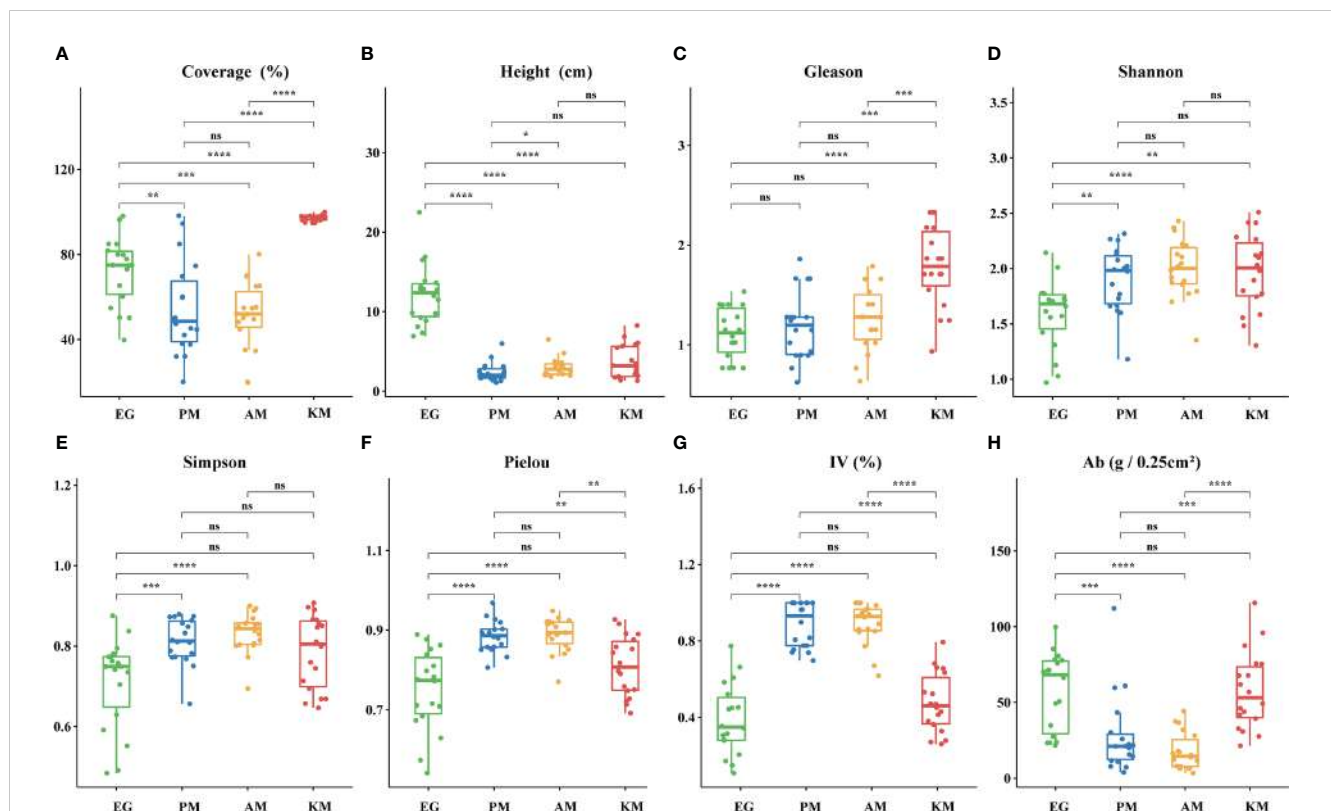 A
B
C
D
Coverage (%)
Height (cm)
Gleason
Shannon
****
****
ns
****
***
**
120
80
40
EG
PM
AM
KM
ns
ns
*
****
****
****
30
20
10
0
EG
PM
AM
KM
***
***
ns
****
ns
ns
3
2
1
EG
PM
AM
KM
ns
ns
ns
**
****
**
3.5
3.0
2.5
2.0
1.5
1.0
EG
PM
AM
KM
E
F
G
H
Simpson
Pielou
IV (%)
Ab (g / 0.25cm²)
ns
ns
ns
ns
****
***
1.2
1.0
0.8
0.6
EG
PM
AM
KM
**
**
ns
ns
****
****
1.1
0.9
0.7
EG
PM
AM
KM
****
****
ns
ns
****
****
1.6
1.2
0.8
0.4
EG
PM
AM
KM
****
***
ns
ns
****
***
150
100
50
0
EG
PM
AM
KM